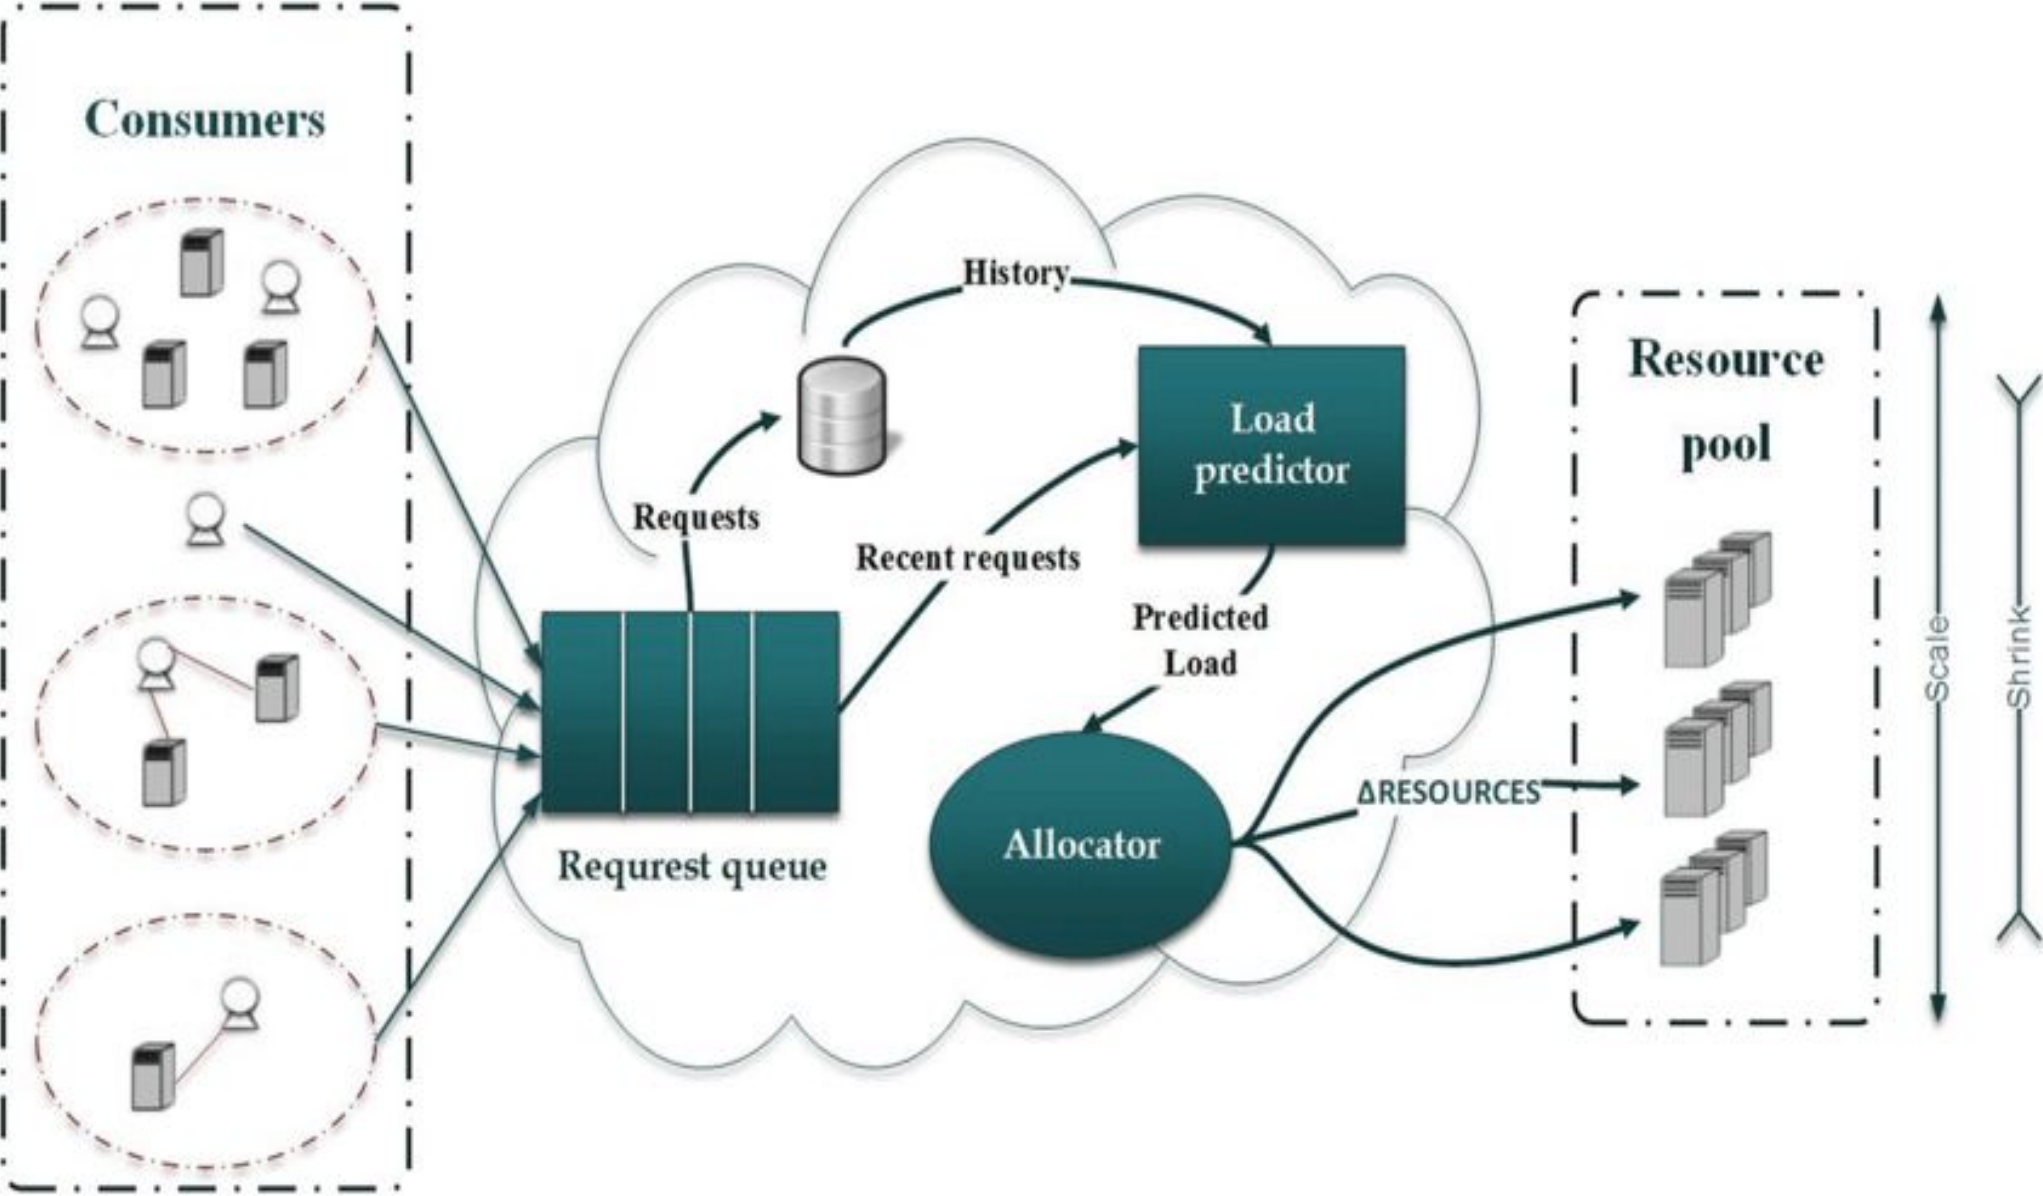 Consumers
History
Load
predictor
Requests
Recent requests
Predicted
Load
Requrest queue
Allocator
ΔRESOURCES
Resource
pool
Scale
Shrink